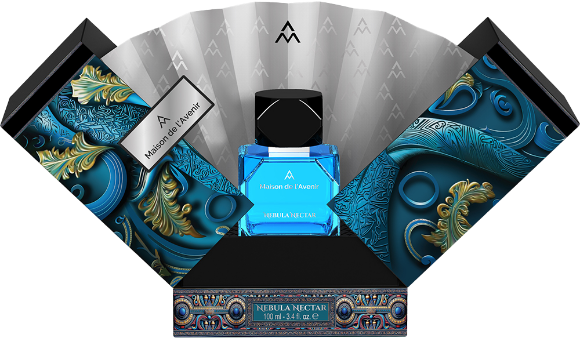 Maison de l'Avenir
Maison de l'Avenir
NEBULA NECTAR
NEBULA NECTAR
100 ml - 3.4 fl. oz. ℮